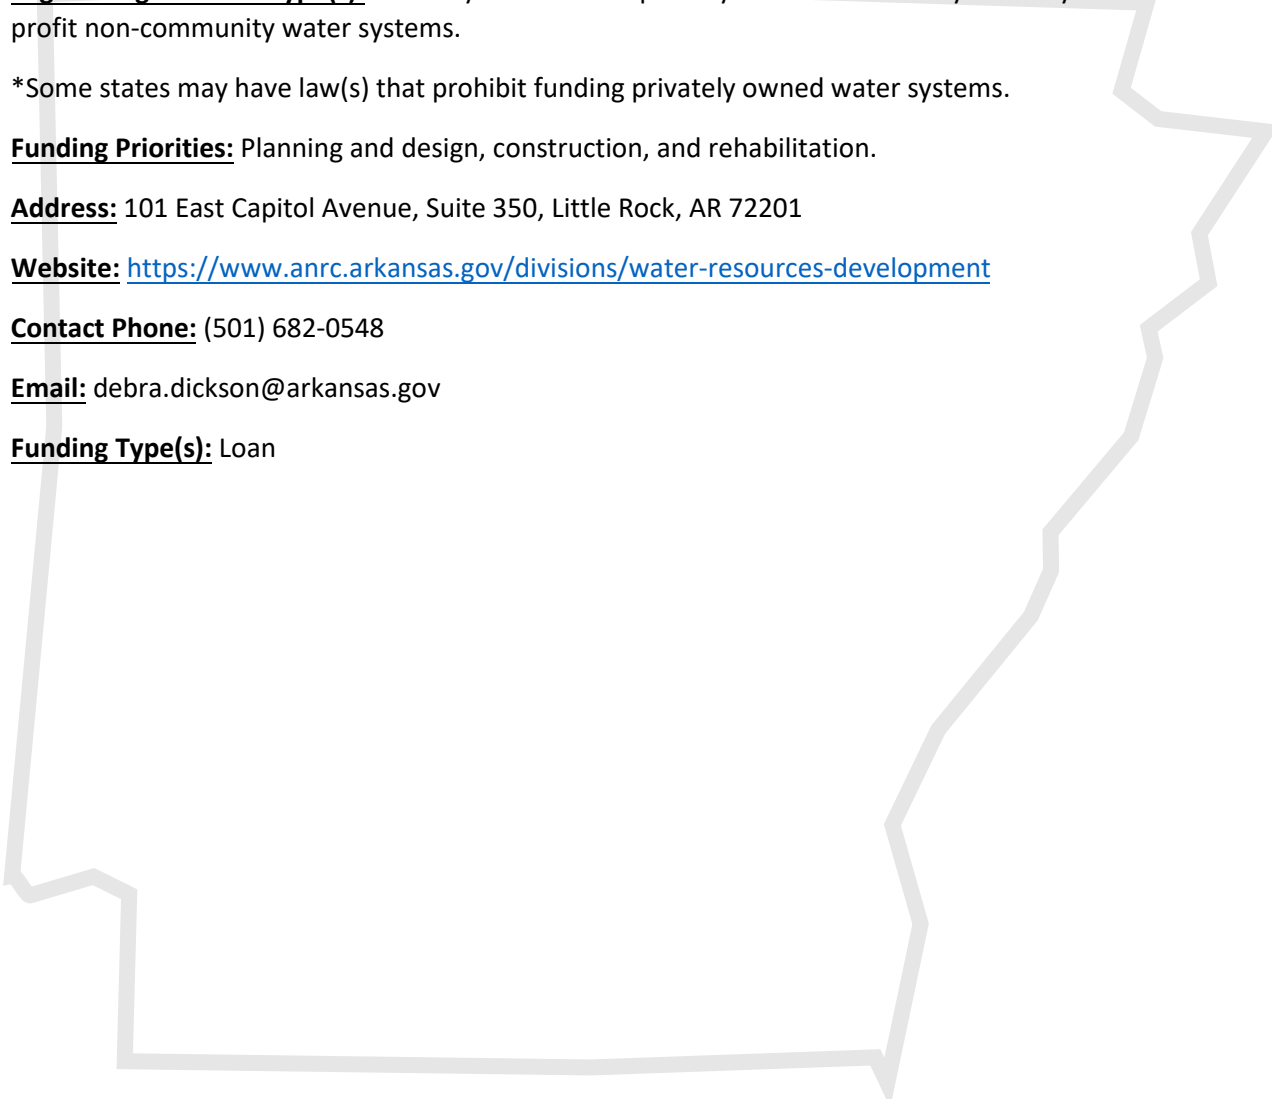 profit non-community water systems.
*Some states may have law(s) that prohibit funding privately owned water systems.
Funding Priorities: Planning and design, construction, and rehabilitation.
Address: 101 East Capitol Avenue, Suite 350, Little Rock, AR 72201
Website: https://www.anrc.arkansas.gov/divisions/water-resources-development
Contact Phone: (501) 682-0548
Email: debra.dickson@arkansas.gov
Funding Type(s): Loan